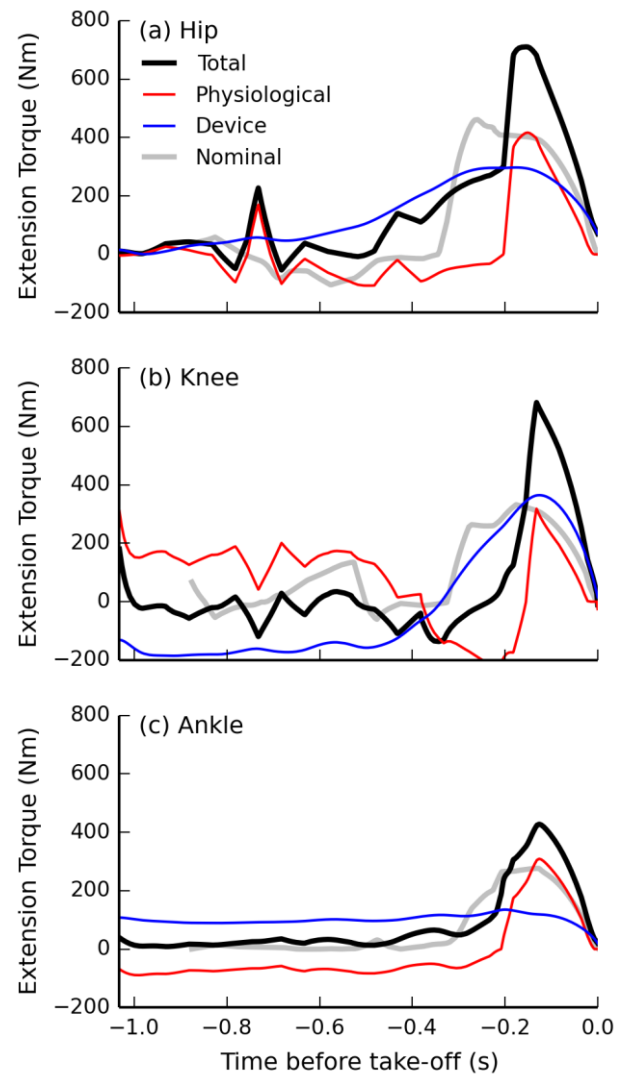 (a) Hip
Total
Physiological
Device
Nominal
Extension Torque (Nm)
800
600
400
200
0
−200
(b) Knee
Extension Torque (Nm)
800
600
400
200
0
−200
(c) Ankle
Extension Torque (Nm)
800
600
400
200
0
−200
−1.0 −0.8 −0.6 −0.4 −0.2 0.0
Time before take-off (s)